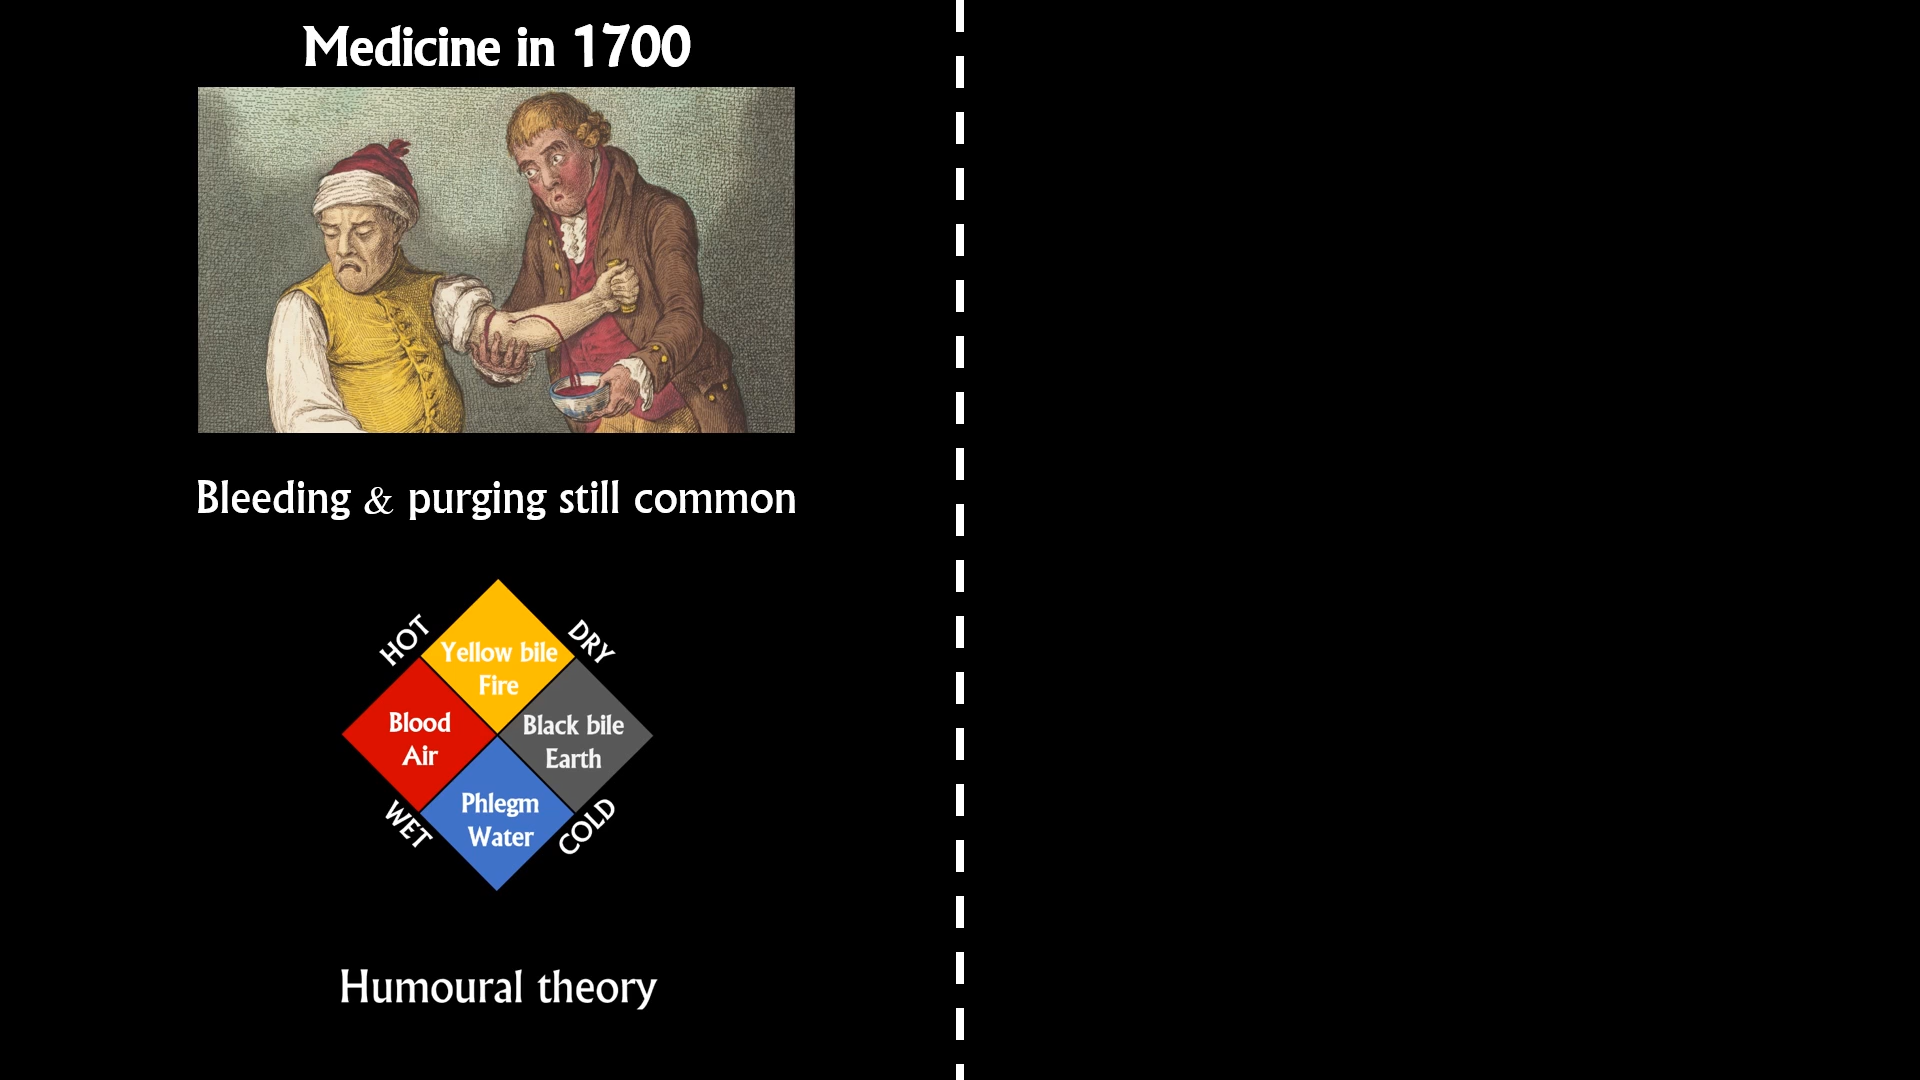 Medicine in 1700
Bleeding & purging still common
HOT
DRY
Yellow bile
Fire
Blood
Air
Black bile
Earth
Phlegm
Water
WET
COLD
Humoural theory